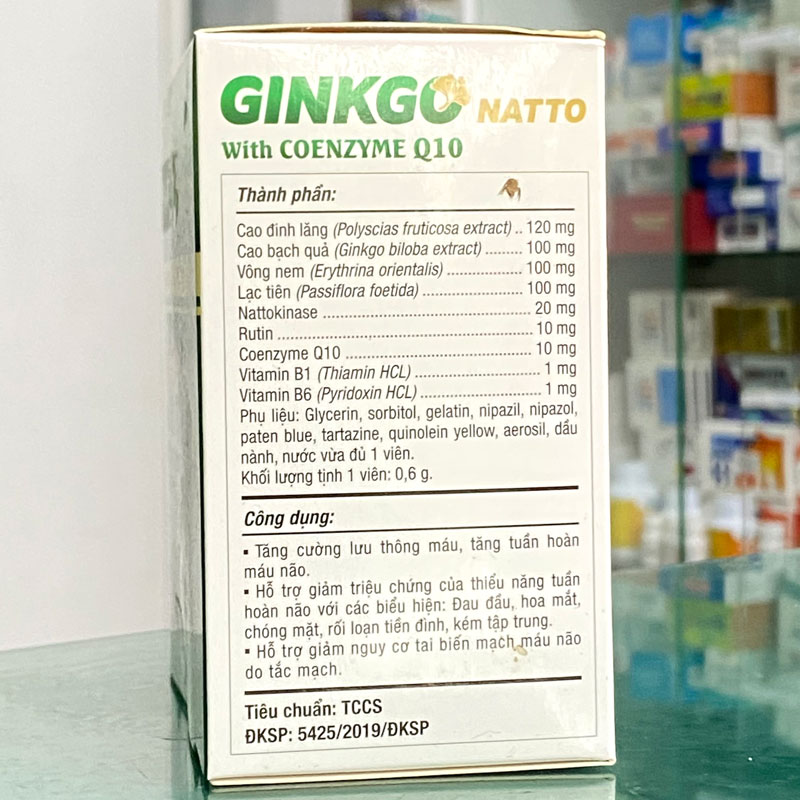 GINKGO NATTO
With COENZYME Q10
Thành phần:
Cao đinh lăng (Polyscias fruticosa extract) .. 120 mg
Cao bạch quả (Ginkgo biloba extract) ......... 100 mg
Vông nem (Erythrina orientalis) ................... 100 mg
Lạc tiên (Passiflora foetida) ......................... 100 mg
Nattokinase .................................................... 20 mg
Rutin ................................................................ 10 mg
Coenzyme Q10 ............................................... 10 mg
Vitamin B1 (Thiamin HCL) ................................ 1 mg
Vitamin B6 (Pyridoxin HCL) .............................. 1 mg
Phụ liệu: Glycerin, sorbitol, gelatin, nipazil, nipazol,
paten blue, tartazine, quinolein yellow, aerosil, dầu
nành, nước vừa đủ 1 viên.
Khối lượng tịnh 1 viên: 0,6 g.
Công dụng:
▪ Tăng cường lưu thông máu, tăng tuần hoàn
máu não.
▪ Hỗ trợ giảm triệu chứng của thiểu năng tuần
hoàn não với các biểu hiện: Đau đầu, hoa mắt,
chóng mặt, rối loạn tiền đình, kém tập trung.
▪ Hỗ trợ giảm nguy cơ tai biến mạch máu não
do tắc mạch.
Tiêu chuẩn: TCCS
ĐKSP: 5425/2019/ĐKSP